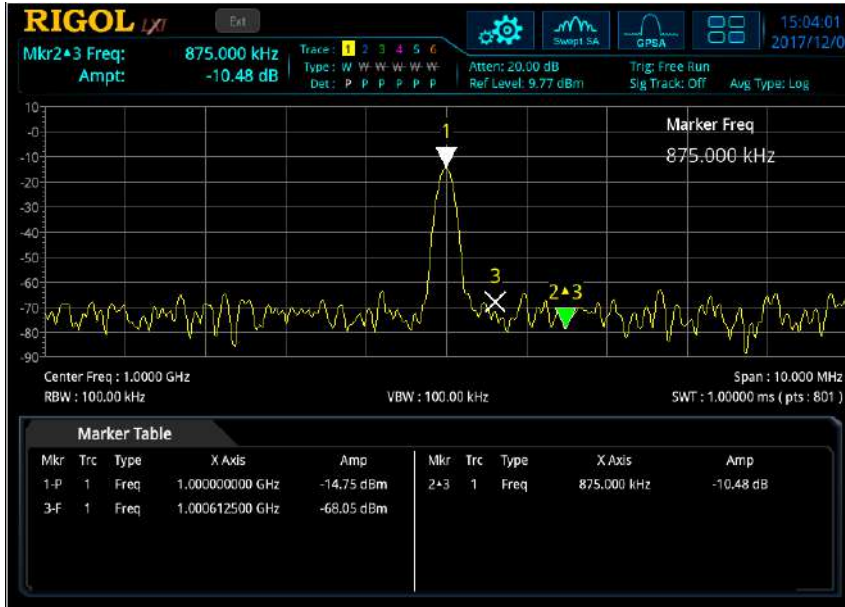 RIGOL LXI Ext
15:04:01
Swept SA GPSA
2017/12/0
Mkr2▲3 Freq: 875.000 kHz
Ampt: -10.48 dB
Trace: 1 2 3 4 5 6
Type: W W W W W W
Det: P P P P P P
Atten: 20.00 dB Trig: Free Run
Ref Level: 9.77 dBm Sig Track: Off Avg Type: Log
10
-0
-10
-20
-30
-40
-50
-60
-70
-80
-90
1
Marker Freq
875.000 kHz
3
2▲3
Center Freq : 1.0000 GHz Span : 10.000 MHz
RBW : 100.00 kHz VBW : 100.00 kHz SWT : 1.00000 ms ( pts : 801 )
Marker Table
Mkr Trc Type X Axis Amp Mkr Trc Type X Axis Amp
1-P 1 Freq 1.000000000 GHz -14.75 dBm 2▲3 1 Freq 875.000 kHz -10.48 dB
3-F 1 Freq 1.000612500 GHz -68.05 dBm